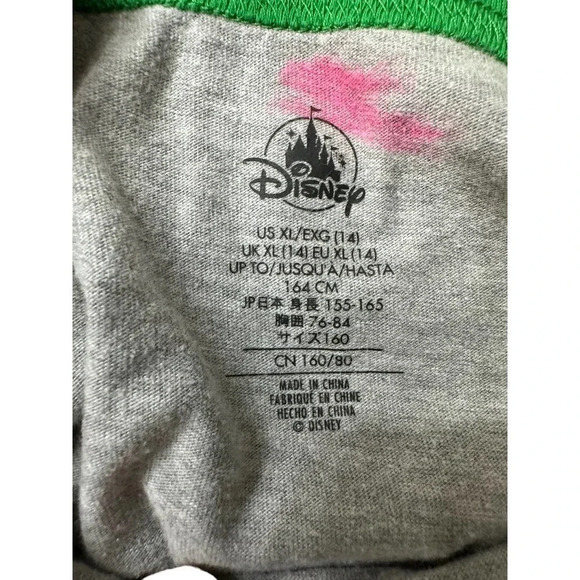 Disney
US XL/EXG (14)
UK XL (14) EU XL (14)
UP TO/JUSQU'À/HASTA
164 CM
JP日本 身長 155-165
胸囲 76-84
サイズ160
CN 160/80
MADE IN CHINA
FABRIQUÉ EN CHINE
HECHO EN CHINA
© DISNEY